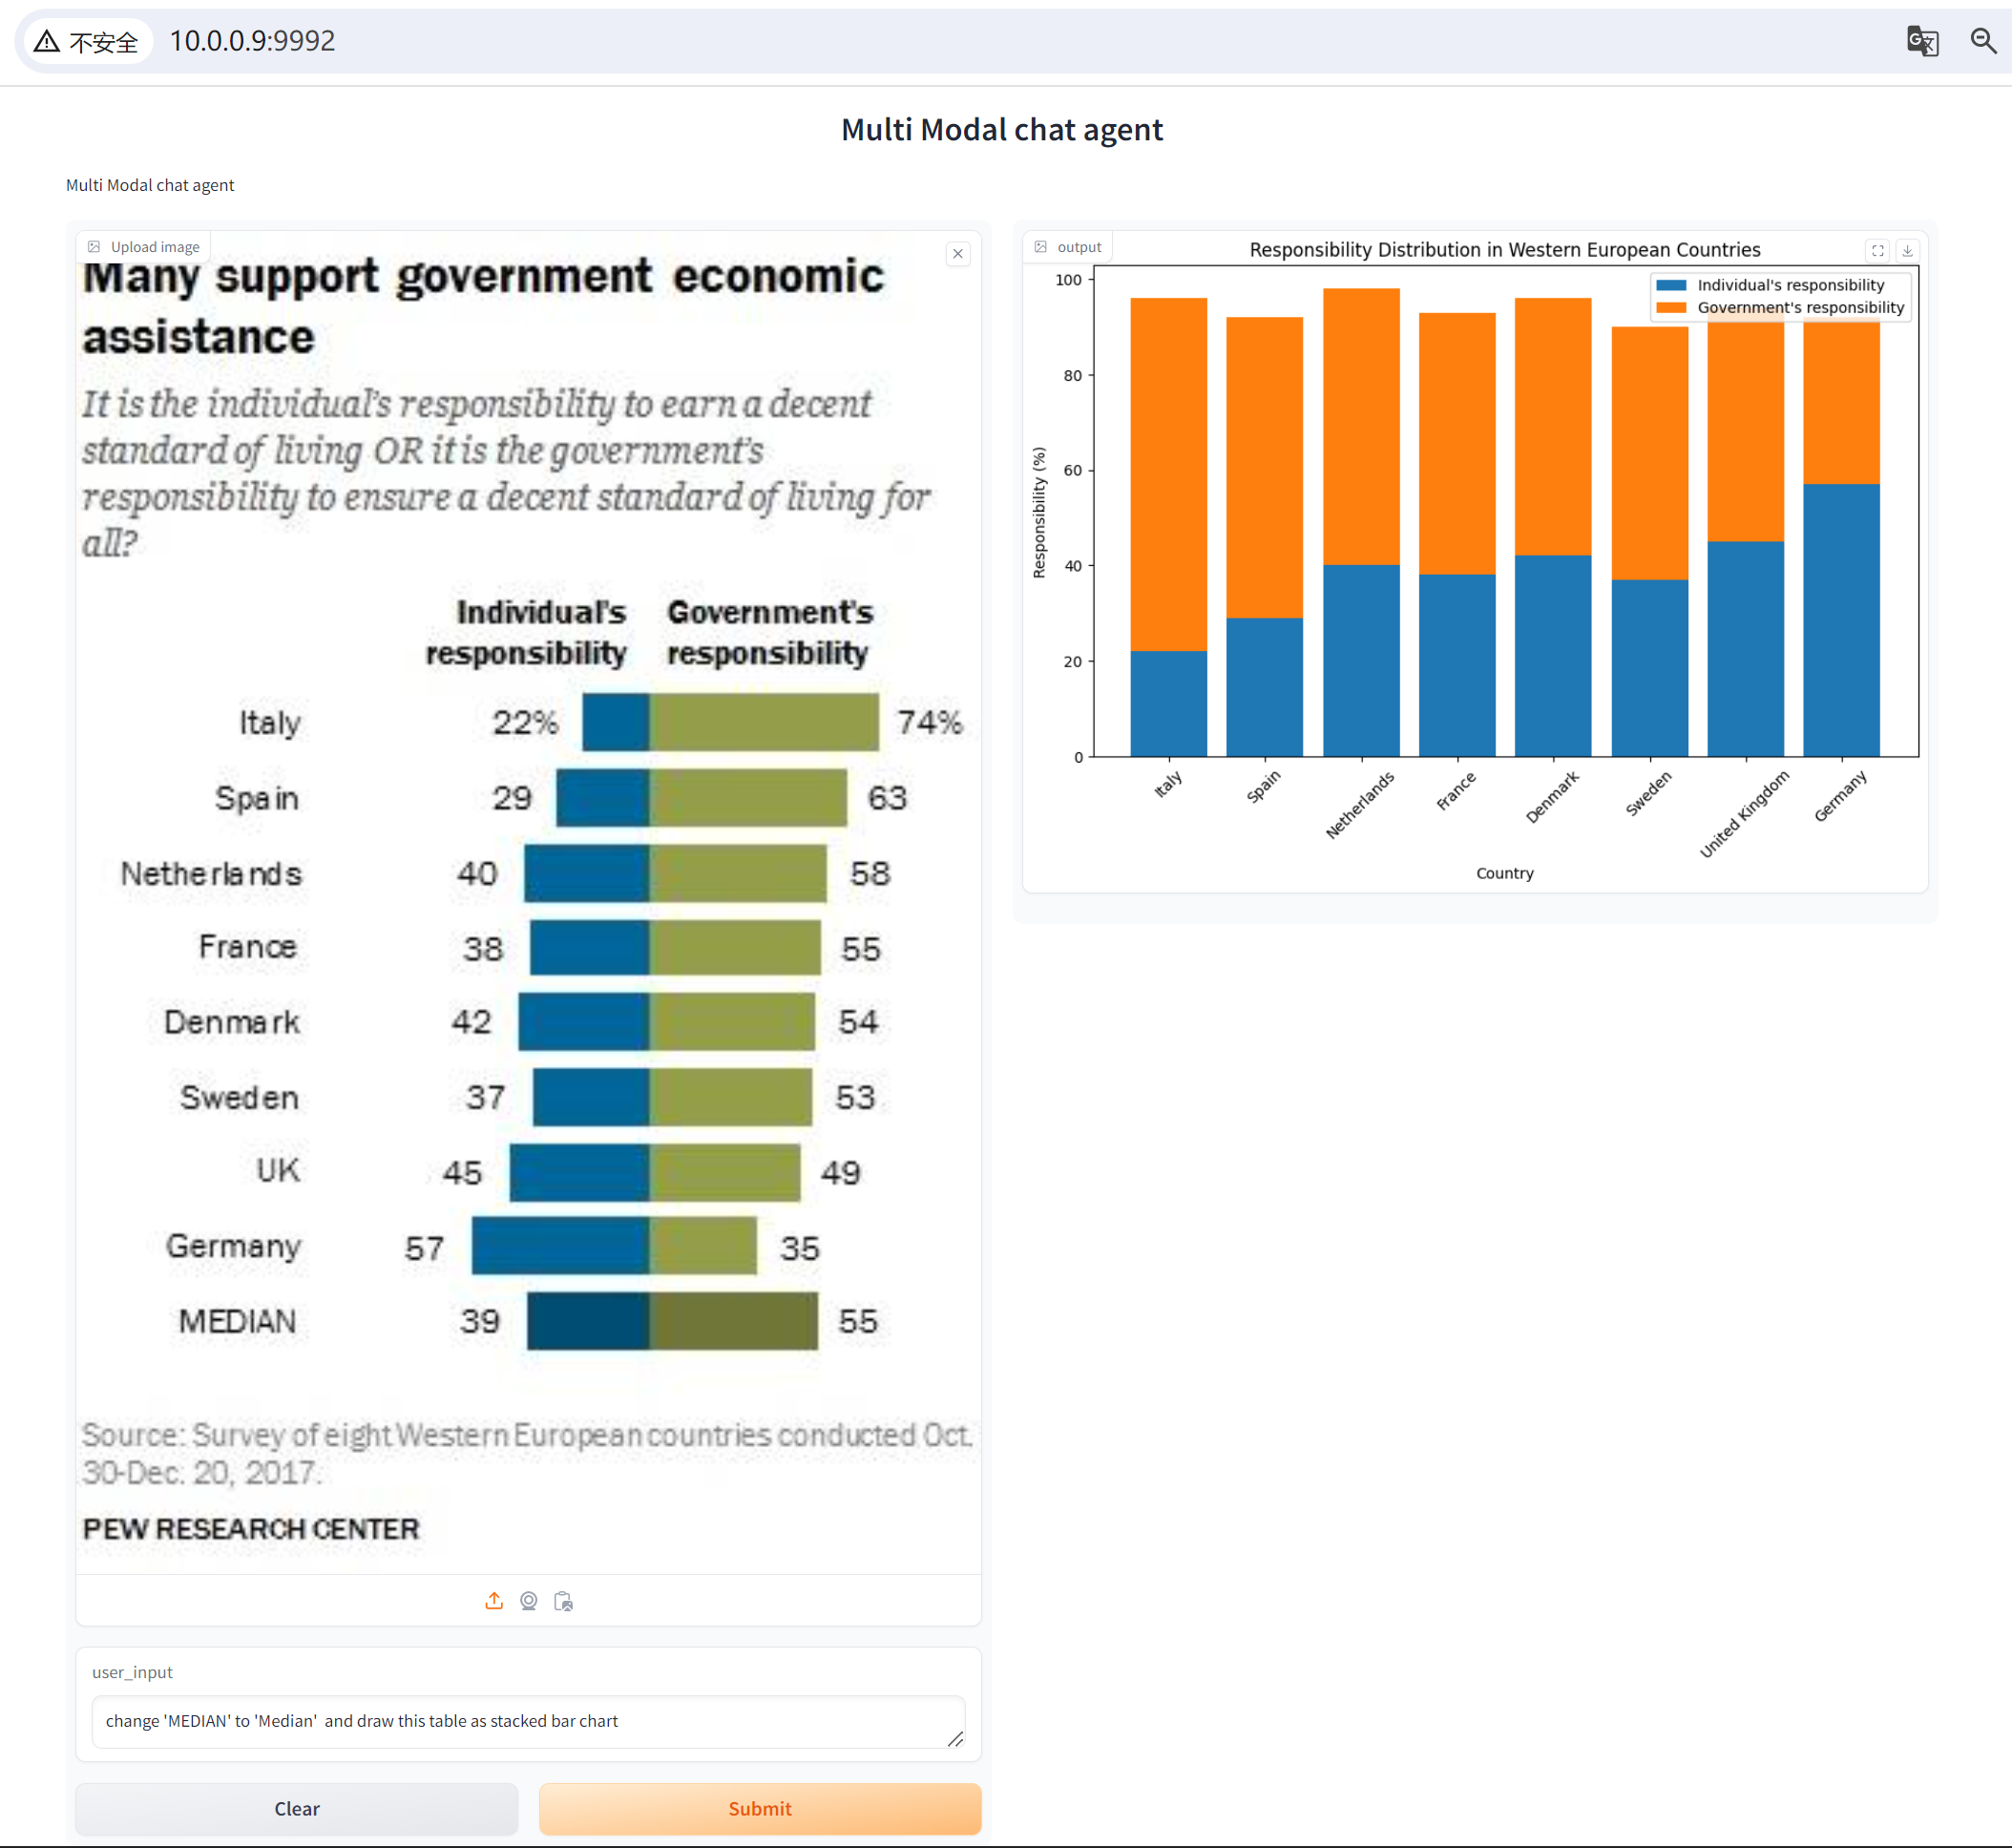 不安全 10.0.0.9:9992
Multi Modal chat agent
Multi Modal chat agent
Upload image
Many support government economic
assistance
It is the individual's responsibility to earn a decent
standard of living OR it is the government's
responsibility to ensure a decent standard of living for
all?
Individual's Government's
responsibility responsibility
Italy 22% 74%
Spain 29 63
Netherlands 40 58
France 38 55
Denmark 42 54
Sweden 37 53
UK 45 49
Germany 57 35
MEDIAN 39 55
Source: Survey of eight Western European countries conducted Oct.
30-Dec. 20, 2017.
PEW RESEARCH CENTER
user_input
change 'MEDIAN' to 'Median' and draw this table as stacked bar chart
Clear Submit
output
Responsibility Distribution in Western European Countries
Individual's responsibility
Government's responsibility
Responsibility (%)
100
80
60
40
20
0
Italy Spain Netherlands France Denmark Sweden United Kingdom Germany
Country